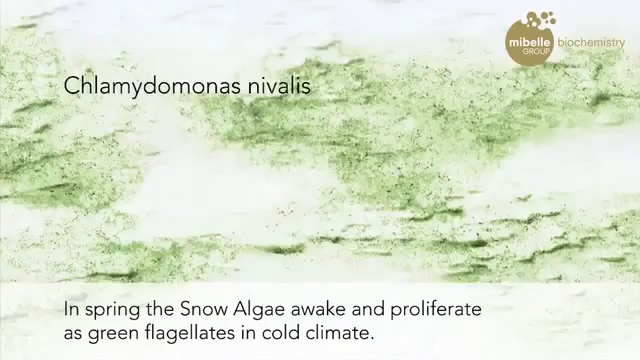 mibelle
GROUP
biochemistry
Chlamydomonas nivalis
In spring the Snow Algae awake and proliferate
as green flagellates in cold climate.